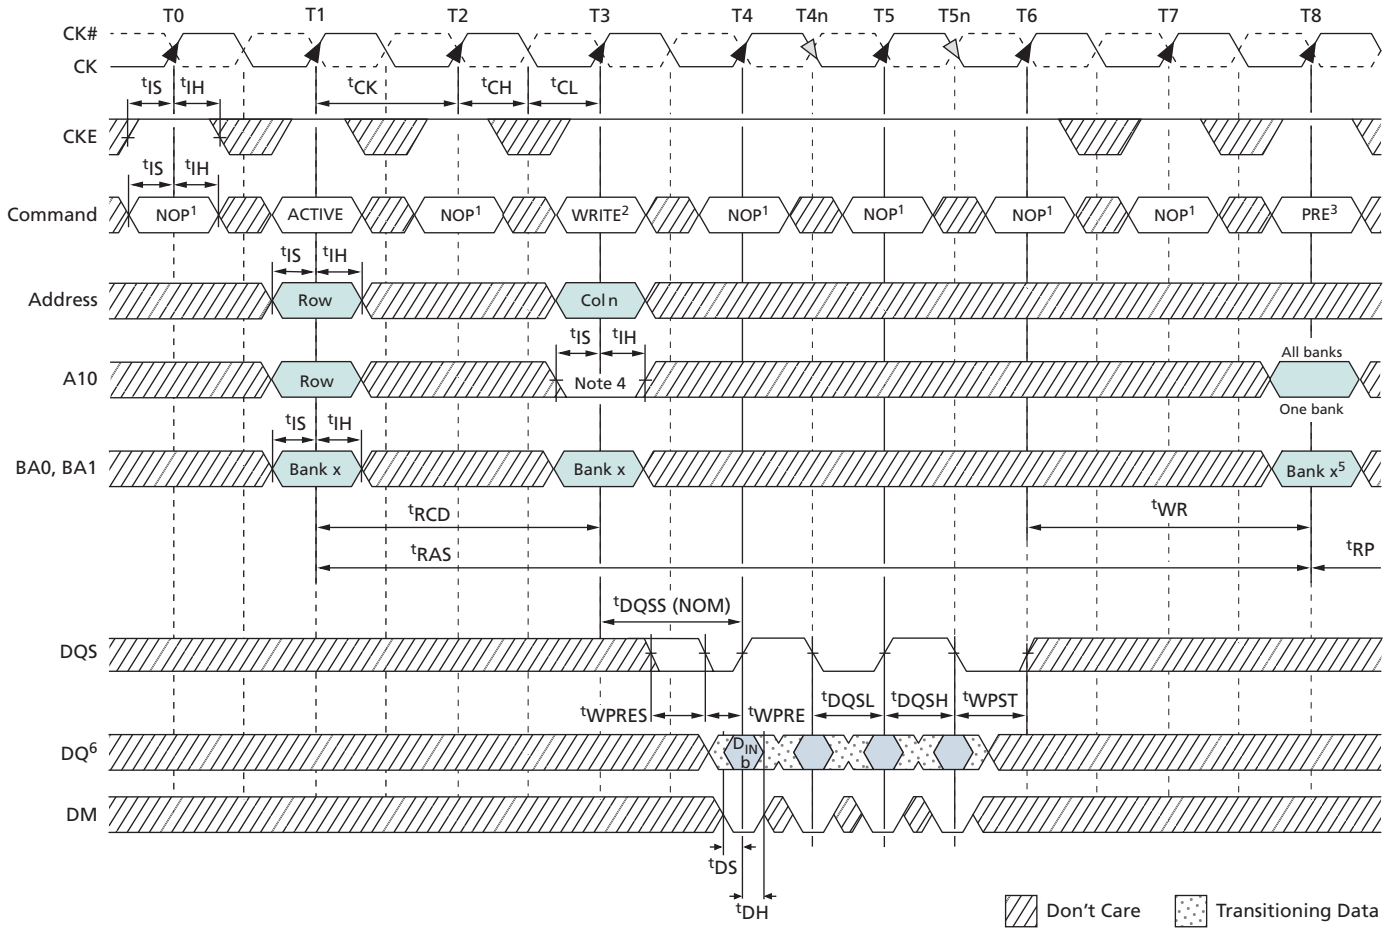 T0 T1 T2 T3 T4 T4n T5 T5n T6 T7 T8
CK#
CK
tIS tIH tCK tCH tCL
CKE
tIS tIH
Command NOP1 ACTIVE NOP1 WRITE2 NOP1 NOP1 NOP1 NOP1 PRE3
tIS tIH
Address Row Col n
tIS tIH
All banks
A10 Row Note 4
One bank
tIS tIH
BA0, BA1 Bank x Bank x Bank x5
tRCD tWR
tRAS tRP
tDQSS (NOM)
DQS
tWPRES tWPRE tDQSL tDQSH tWPST
DQ6 DIN b
DM
tDS
tDH
Don't Care Transitioning Data